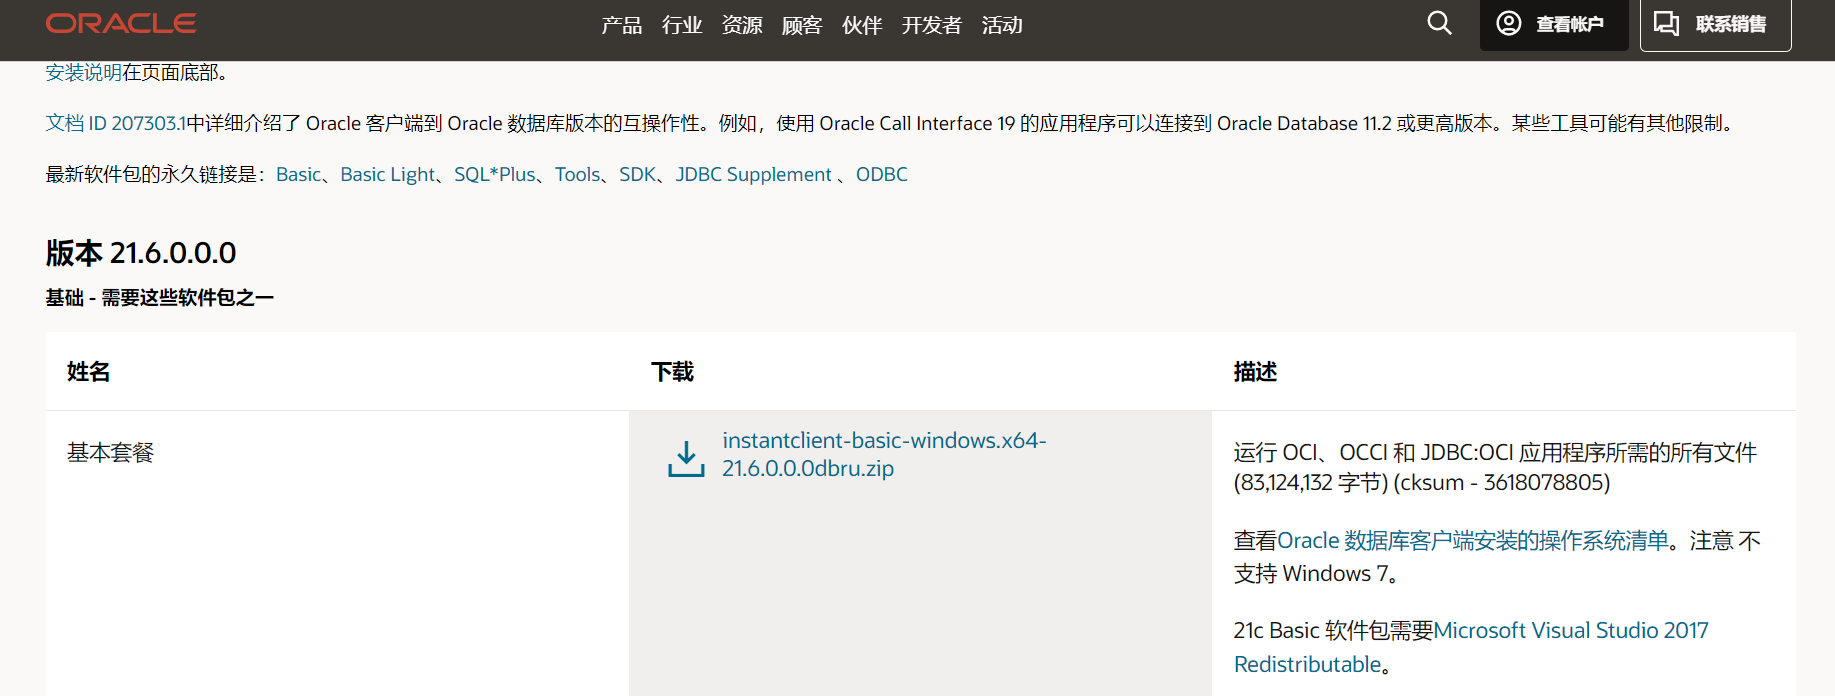 ORACLE
产品 行业 资源 顾客 伙伴 开发者 活动
查看帐户
联系销售
安装说明在页面底部。
文档 ID 207303.1中详细介绍了 Oracle 客户端到 Oracle 数据库版本的互操作性。例如，使用 Oracle Call Interface 19 的应用程序可以连接到 Oracle Database 11.2 或更高版本。某些工具可能有其他限制。
最新软件包的永久链接是：Basic、Basic Light、SQL*Plus、Tools、SDK、JDBC Supplement 、ODBC
版本 21.6.0.0.0
基础 - 需要这些软件包之一
姓名 下载 描述
基本套餐
instantclient-basic-windows.x64-
21.6.0.0.0dbru.zip
运行 OCI、OCCI 和 JDBC:OCI 应用程序所需的所有文件
(83,124,132 字节) (cksum - 3618078805)
查看Oracle 数据库客户端安装的操作系统清单。注意 不
支持 Windows 7。
21c Basic 软件包需要Microsoft Visual Studio 2017
Redistributable。